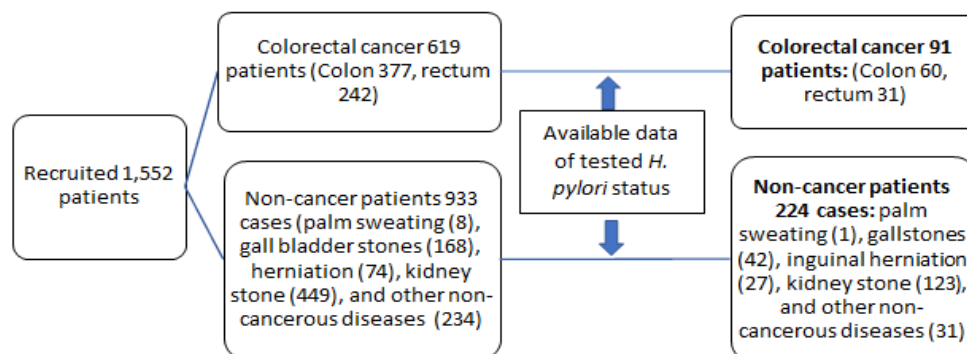 Recruited 1,552
patients
Colorectal cancer 619
patients (Colon 377, rectum
242)
Non-cancer patients 933
cases (palm sweating (8),
gall bladder stones (168),
herniation (74), kidney
stone (449), and other non-
cancerous diseases (234)
Available data
of tested H.
pylori status
Colorectal cancer 91
patients: (Colon 60,
rectum 31)
Non-cancer patients
224 cases: palm
sweating (1), gallstones
(42), inguinal herniation
(27), kidney stone (123),
and other non-
cancerous diseases (31)